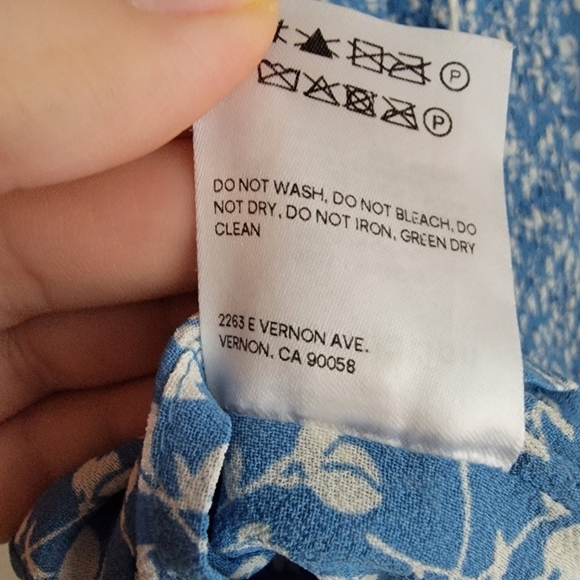 P
P
DO NOT WASH, DO NOT BLEACH, DO
NOT DRY, DO NOT IRON, GREEN DRY
CLEAN
2263 E VERNON AVE.
VERNON, CA 90058